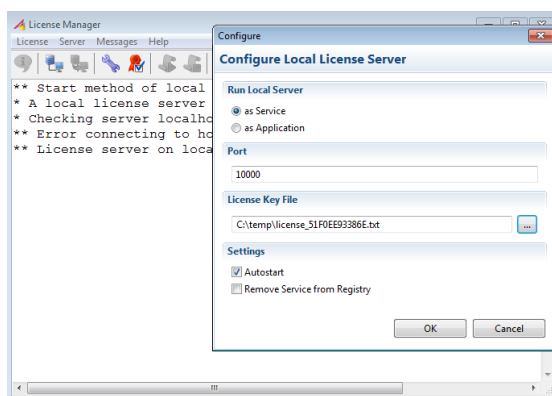 License Manager
License Server Messages Help
** Start method of local
* A local license server
* Checking server localho
** Error connecting to ho
** License server on loca
Configure
Configure Local License Server
Run Local Server
as Service
as Application
Port
10000
License Key File
C:\temp\license_51F0EE93386E.txt
...
Settings
Autostart
Remove Service from Registry
OK Cancel